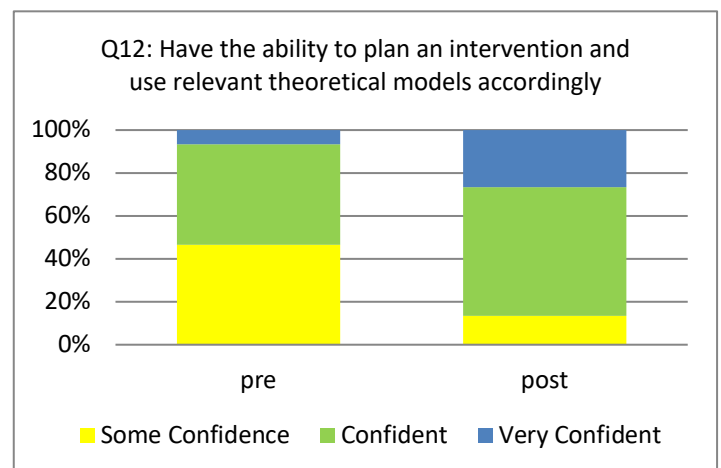 Q12: Have the ability to plan an intervention and
use relevant theoretical models accordingly
100%
80%
60%
40%
20%
0%
pre post
Some Confidence Confident Very Confident